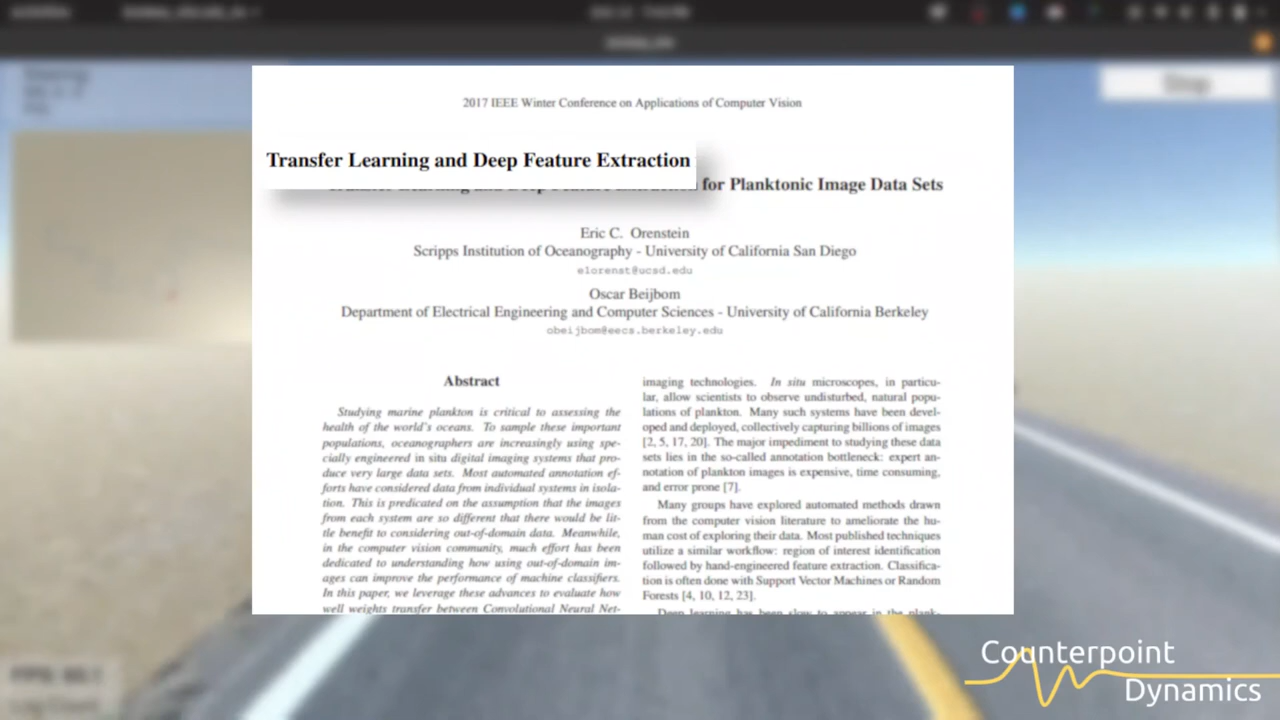 Stop
2017 IEEE Winter Conference on Applications of Computer Vision
Transfer Learning and Deep Feature Extraction
for Planktonic Image Data Sets
Eric C. Orenstein
Scripps Institution of Oceanography - University of California San Diego
elorenst@ucsd.edu
Oscar Beijbom
Department of Electrical Engineering and Computer Sciences - University of California Berkeley
obeijbom@eecs.berkeley.edu
Abstract
Studying marine plankton is critical to assessing the
health of the world's oceans. To sample these important
populations, oceanographers are increasingly using spe-
cially engineered in situ digital imaging systems that pro-
duce very large data sets. Most automated annotation ef-
forts have considered data from individual systems in isola-
tion. This is predicated on the assumption that the images
from each system are so different that there would be lit-
tle benefit to considering out-of-domain data. Meanwhile,
in the computer vision community, much effort has been
dedicated to understanding how using out-of-domain im-
ages can improve the performance of machine classifiers.
In this paper, we leverage these advances to evaluate how
well weights transfer between Convolutional Neural Net-
imaging technologies. In situ microscopes, in particu-
lar, allow scientists to observe undisturbed, natural popu-
lations of plankton. Many such systems have been devel-
oped and deployed, collectively capturing billions of images
[2, 5, 17, 20]. The major impediment to studying these data
sets lies in the so-called annotation bottleneck: expert an-
notation of plankton images is expensive, time consuming,
and error prone [7].
Many groups have explored automated methods drawn
from the computer vision literature to ameliorate the hu-
man cost of exploring their data. Most published techniques
utilize a similar workflow: region of interest identification
followed by hand-engineered feature extraction. Classifica-
tion is often done with Support Vector Machines or Random
Forests [4, 10, 12, 23].
Deep learning has been slow to appear in the plank-
Counterpoint
Dynamics